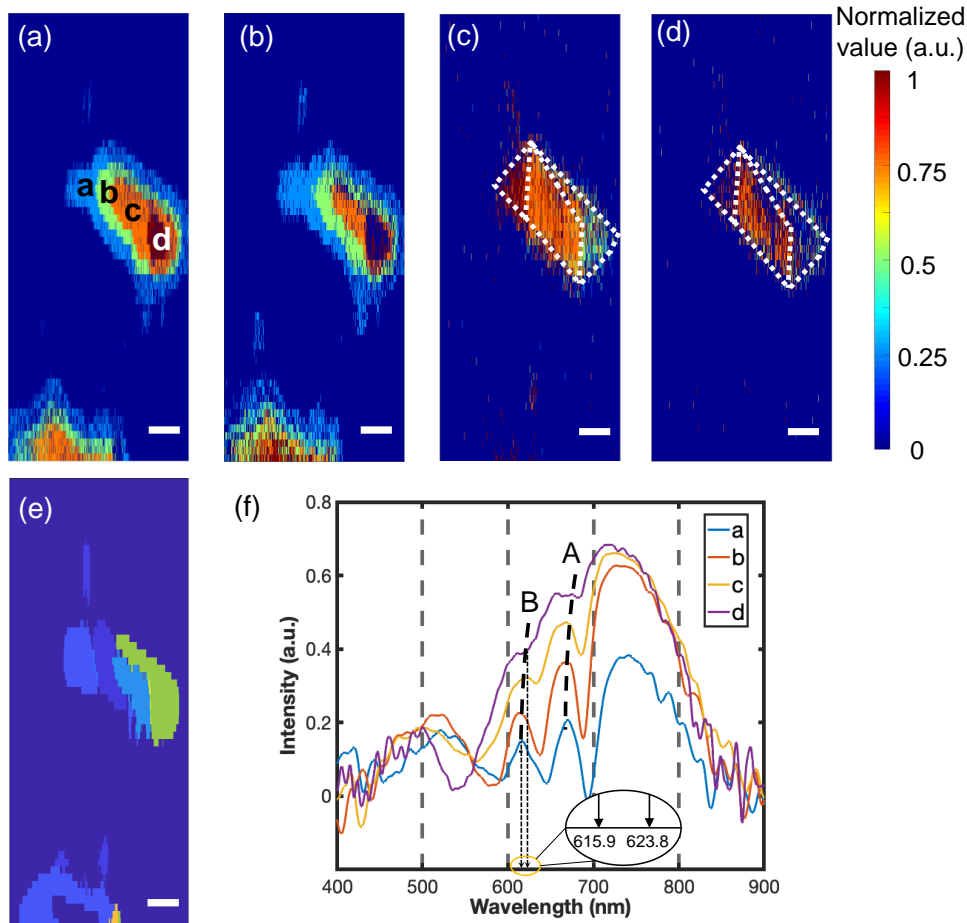 (a)
(b)
(c)
(d)
Normalized
value (a.u.)
1
0.75
0.5
0.25
0
a
b
c
d
(e)
(f)
0.8
0.6
0.4
0.2
0
Intensity (a.u.)
A
B
a
b
c
d
615.9 623.8
400 500 600 700 800 900
Wavelength (nm)